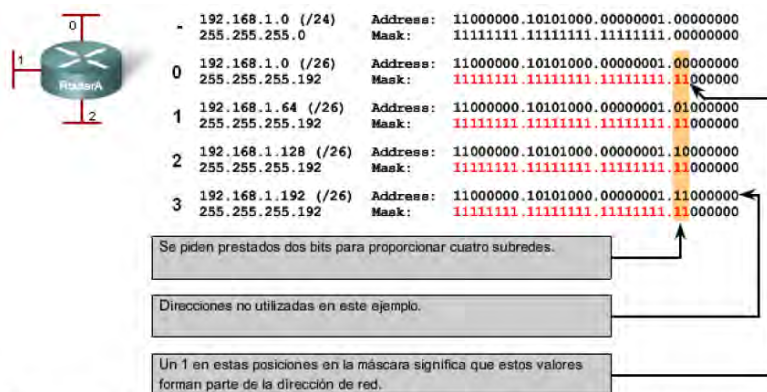 0
1
RouterA
2
- 192.168.1.0 (/24) Address: 11000000.10101000.00000001.00000000
255.255.255.0 Mask: 11111111.11111111.11111111.00000000
0 192.168.1.0 (/26) Address: 11000000.10101000.00000001.00000000
255.255.255.192 Mask: 11111111.11111111.11111111.11000000
1 192.168.1.64 (/26) Address: 11000000.10101000.00000001.01000000
255.255.255.192 Mask: 11111111.11111111.11111111.11000000
2 192.168.1.128 (/26) Address: 11000000.10101000.00000001.10000000
255.255.255.192 Mask: 11111111.11111111.11111111.11000000
3 192.168.1.192 (/26) Address: 11000000.10101000.00000001.11000000
255.255.255.192 Mask: 11111111.11111111.11111111.11000000
Se piden prestados dos bits para proporcionar cuatro subredes.
Direcciones no utilizadas en este ejemplo.
Un 1 en estas posiciones en la máscara significa que estos valores
forman parte de la dirección de red.